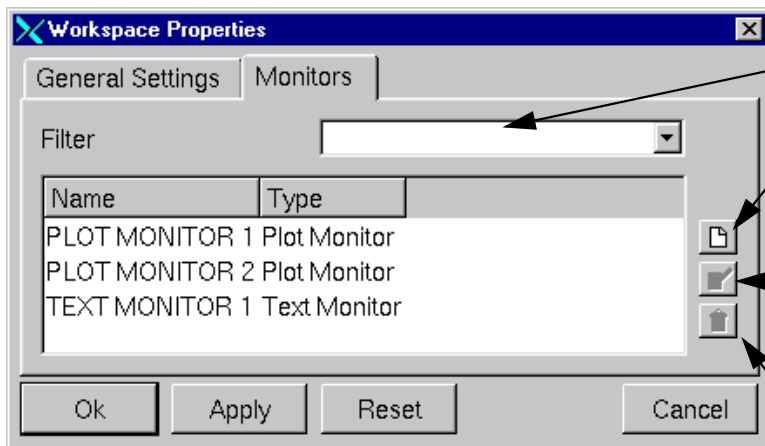 Workspace Properties
General Settings Monitors
Filter
Name Type
PLOT MONITOR 1 Plot Monitor
PLOT MONITOR 2 Plot Monitor
TEXT MONITOR 1 Text Monitor
Ok Apply Reset Cancel